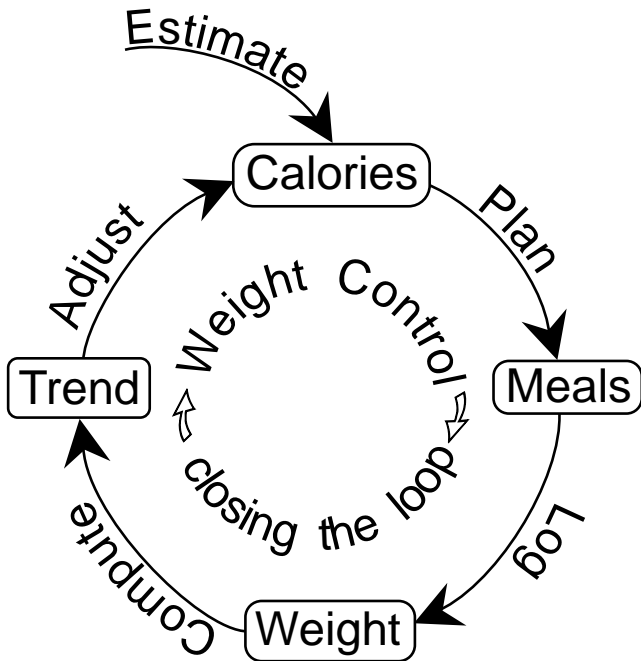 Estimate
Calories
Plan
Meals
Log
Weight
Compute
Trend
Adjust
Weight Control
closing the loop